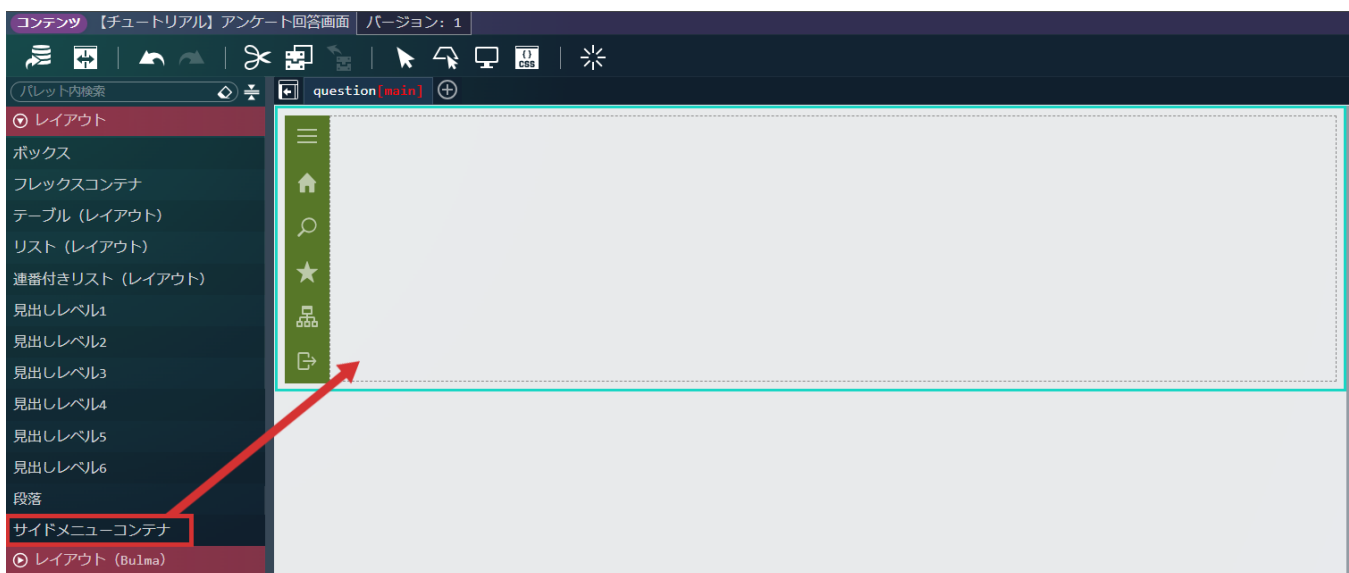 コンテンツ 【チュートリアル】アンケート回答画面 バージョン: 1
{} CSS
パレット内検索
question[main]
レイアウト
ボックス
フレックスコンテナ
テーブル（レイアウト）
リスト（レイアウト）
連番付きリスト（レイアウト）
見出しレベル1
見出しレベル2
見出しレベル3
見出しレベル4
見出しレベル5
見出しレベル6
段落
サイドメニューコンテナ
レイアウト（Bulma）